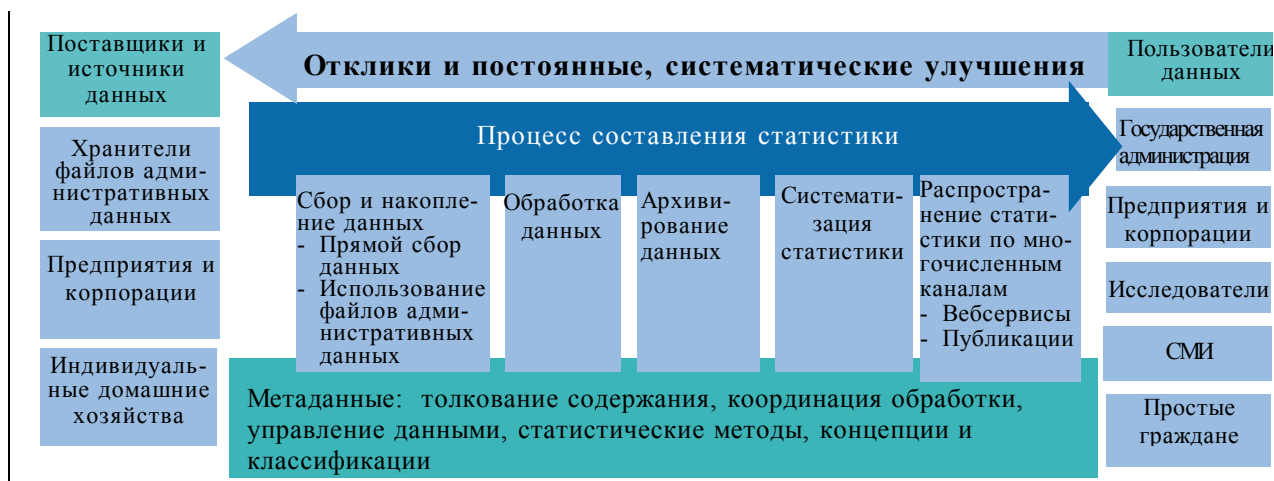 Поставщики и
источники
данных
Хранители
файлов адми-
нистративных
данных
Предприятия и
корпорации
Индивидуаль-
ные домашние
хозяйства
Отклики и постоянные, систематические улучшения
Процесс составления статистики
Сбор и накопле-
ние данных
- Прямой сбор
данных
- Использование
файлов адми-
нистративных
данных
Обработка
данных
Архиви-
рование
данных
Системати-
зация
статистики
Распростра-
нение стати-
стики по мно-
гочисленным
каналам
- Вебсервисы
- Публикации
Метаданные: толкование содержания, координация обработки,
управление данными, статистические методы, концепции и
классификации
Пользователи
данных
Государственная
администрация
Предприятия и
корпорации
Исследователи
СМИ
Простые
граждане